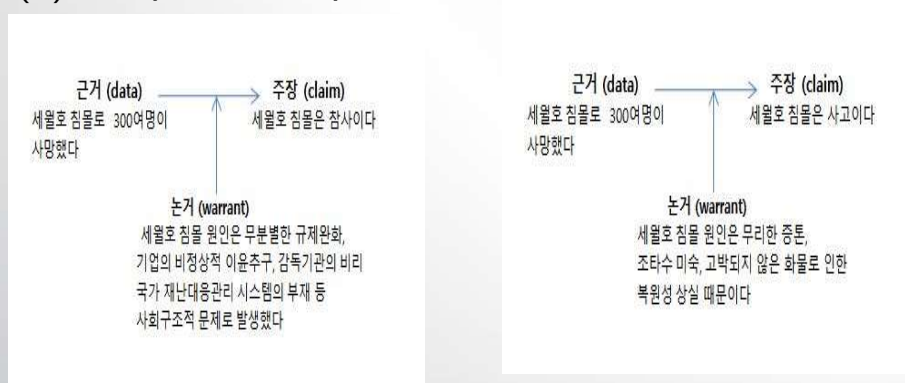 근거 (data)
주장 (claim)
세월호 침몰로 300여명이
사망했다
세월호 침몰은 참사이다
논거 (warrant)
세월호 침몰 원인은 무분별한 규제완화,
기업의 비정상적 이윤추구, 감독기관의 비리
국가 재난대응관리 시스템의 부재 등
사회구조적 문제로 발생했다
근거 (data)
주장 (claim)
세월호 침몰로 300여명이
사망했다
세월호 침몰은 사고이다
논거 (warrant)
세월호 침몰 원인은 무리한 증톤,
조타수 미숙, 고박되지 않은 화물로 인한
복원성 상실 때문이다